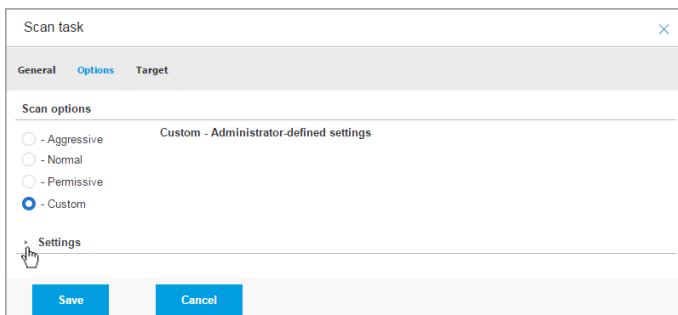 Scan task
General Options Target
Scan options
- Aggressive
Custom - Administrator-defined settings
- Normal
- Permissive
- Custom
Settings
Save Cancel